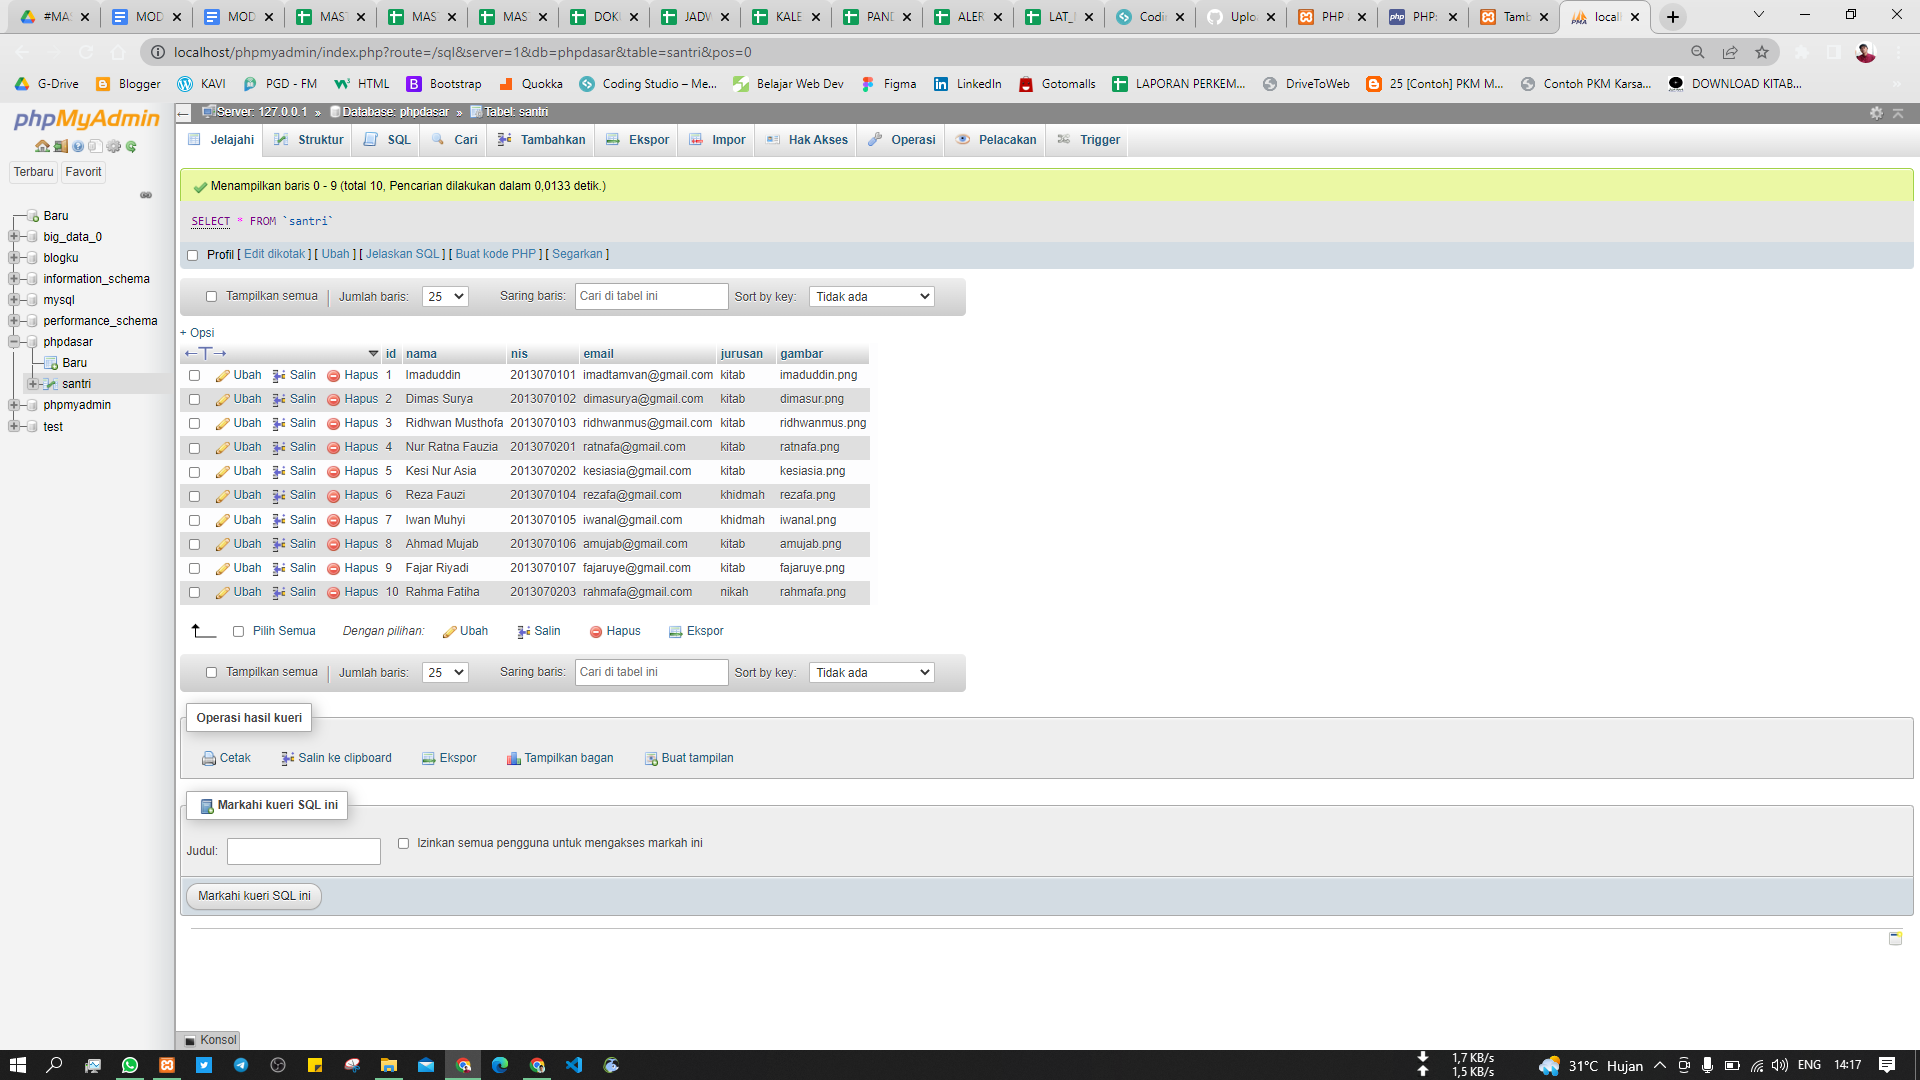 #MA
MOD
MOD
MAST
MAST
MAST
DOK
JADW
KALE
PAND
ALER
LAT_
Codi
Uplo
PHP
PHP:
Tamb
local
localhost/phpmyadmin/index.php?route=/sql&server=1&db=phpdasar&table=santri&pos=0
G-Drive Blogger KAVI PGD - FM HTML Bootstrap Quokka Coding Studio – Me... Belajar Web Dev Figma LinkedIn Gotomalls LAPORAN PERKEM... DriveToWeb 25 [Contoh] PKM M... Contoh PKM Karsa... DOWNLOAD KITAB...
phpMyAdmin
Terbaru Favorit
Baru
big_data_0
blogku
information_schema
mysql
performance_schema
phpdasar
Baru
santri
phpmyadmin
test
Server: 127.0.0.1 » Database: phpdasar » Tabel: santri
Jelajahi Struktur SQL Cari Tambahkan Ekspor Impor Hak Akses Operasi Pelacakan Trigger
Menampilkan baris 0 - 9 (total 10, Pencarian dilakukan dalam 0,0133 detik.)
SELECT * FROM `santri`
Profil [ Edit dikotak ] [ Ubah ] [ Jelaskan SQL ] [ Buat kode PHP ] [ Segarkan ]
Tampilkan semua | Jumlah baris: 25 Saring baris: Cari di tabel ini Sort by key: Tidak ada
+ Opsi
←T→ id nama nis email jurusan gambar
Ubah Salin Hapus 1 Imaduddin 2013070101 imadtamvan@gmail.com kitab imaduddin.png
Ubah Salin Hapus 2 Dimas Surya 2013070102 dimasurya@gmail.com kitab dimasur.png
Ubah Salin Hapus 3 Ridhwan Musthofa 2013070103 ridhwanmus@gmail.com kitab ridhwanmus.png
Ubah Salin Hapus 4 Nur Ratna Fauzia 2013070201 ratnafa@gmail.com kitab ratnafa.png
Ubah Salin Hapus 5 Kesi Nur Asia 2013070202 kesiasia@gmail.com kitab kesiasia.png
Ubah Salin Hapus 6 Reza Fauzi 2013070104 rezafa@gmail.com khidmah rezafa.png
Ubah Salin Hapus 7 Iwan Muhyi 2013070105 iwanal@gmail.com khidmah iwanal.png
Ubah Salin Hapus 8 Ahmad Mujab 2013070106 amujab@gmail.com kitab amujab.png
Ubah Salin Hapus 9 Fajar Riyadi 2013070107 fajaruye@gmail.com kitab fajaruye.png
Ubah Salin Hapus 10 Rahma Fatiha 2013070203 rahmafa@gmail.com nikah rahmafa.png
Pilih Semua Dengan pilihan: Ubah Salin Hapus Ekspor
Tampilkan semua | Jumlah baris: 25 Saring baris: Cari di tabel ini Sort by key: Tidak ada
Operasi hasil kueri
Cetak Salin ke clipboard Ekspor Tampilkan bagan Buat tampilan
Markahi kueri SQL ini
Judul: Izinkan semua pengguna untuk mengakses markah ini
Markahi kueri SQL ini
Konsol
1,7 KB/s
1,5 KB/s
31°C Hujan ENG 14:17